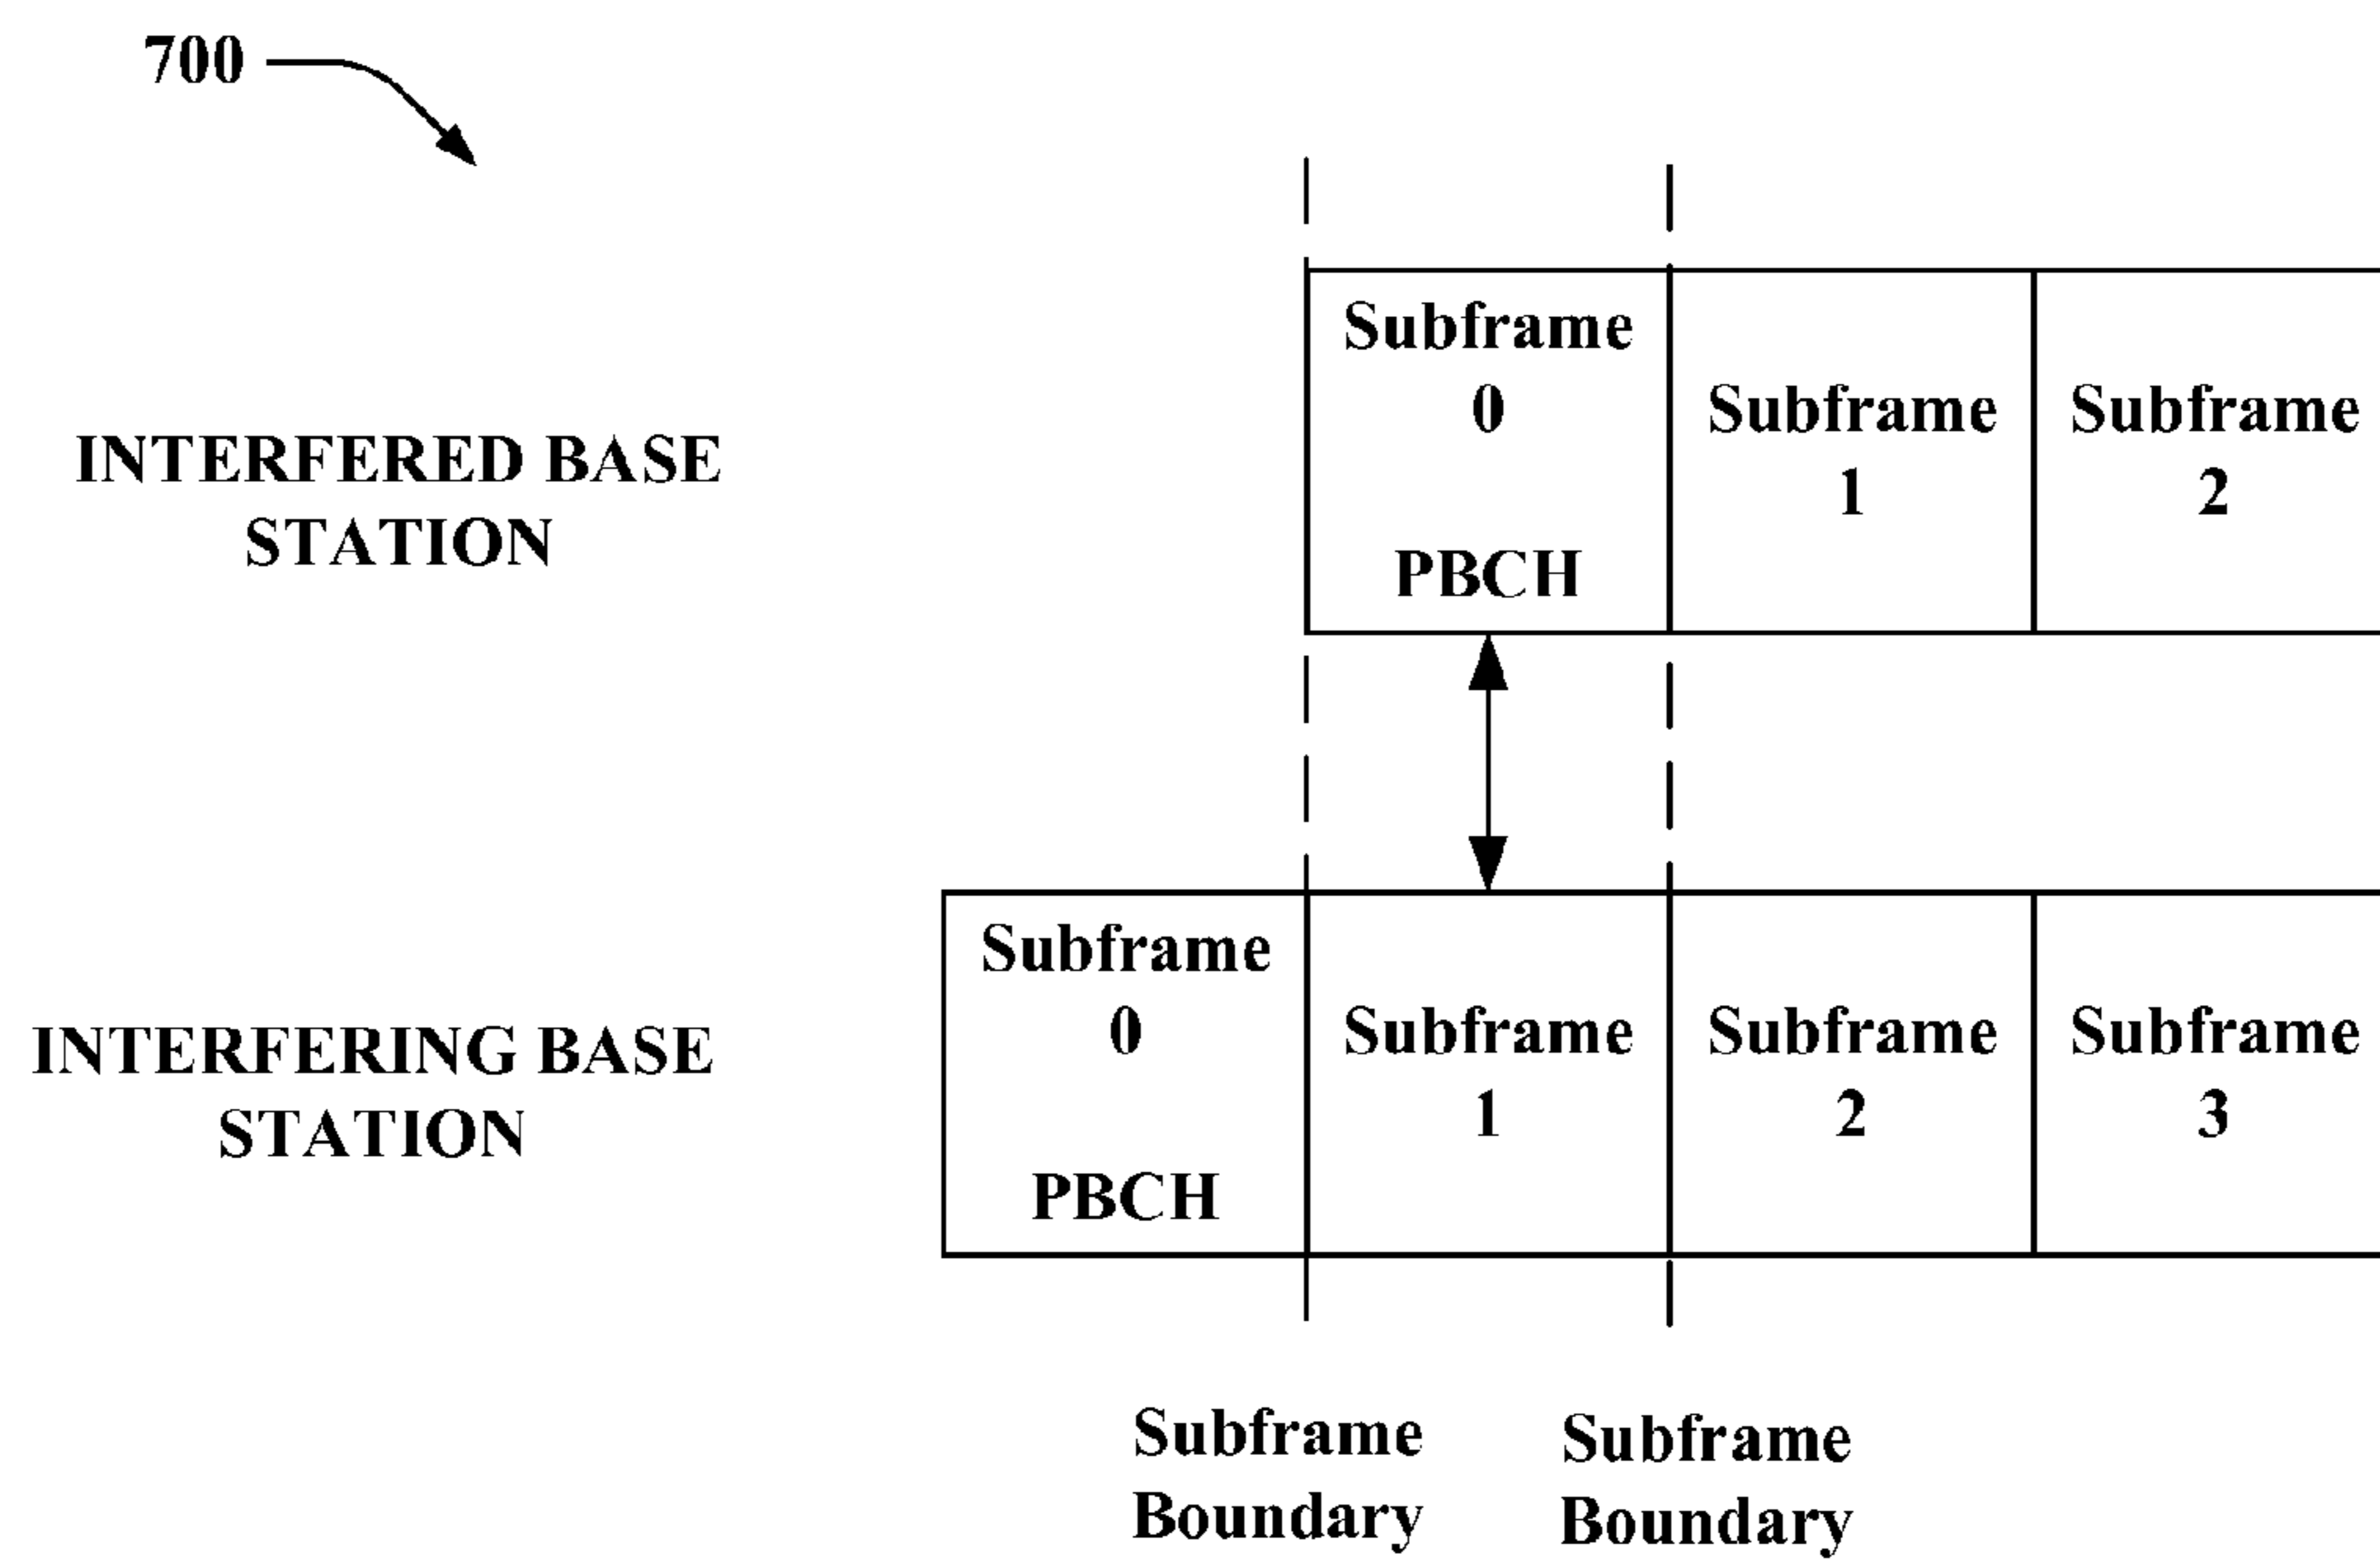 700
INTERFERED BASE
STATION
Subframe
0
PBCH
Subframe
1
Subframe
2
INTERFERING BASE
STATION
Subframe
0
PBCH
Subframe
1
Subframe
2
Subframe
3
Subframe
Boundary
Subframe
Boundary